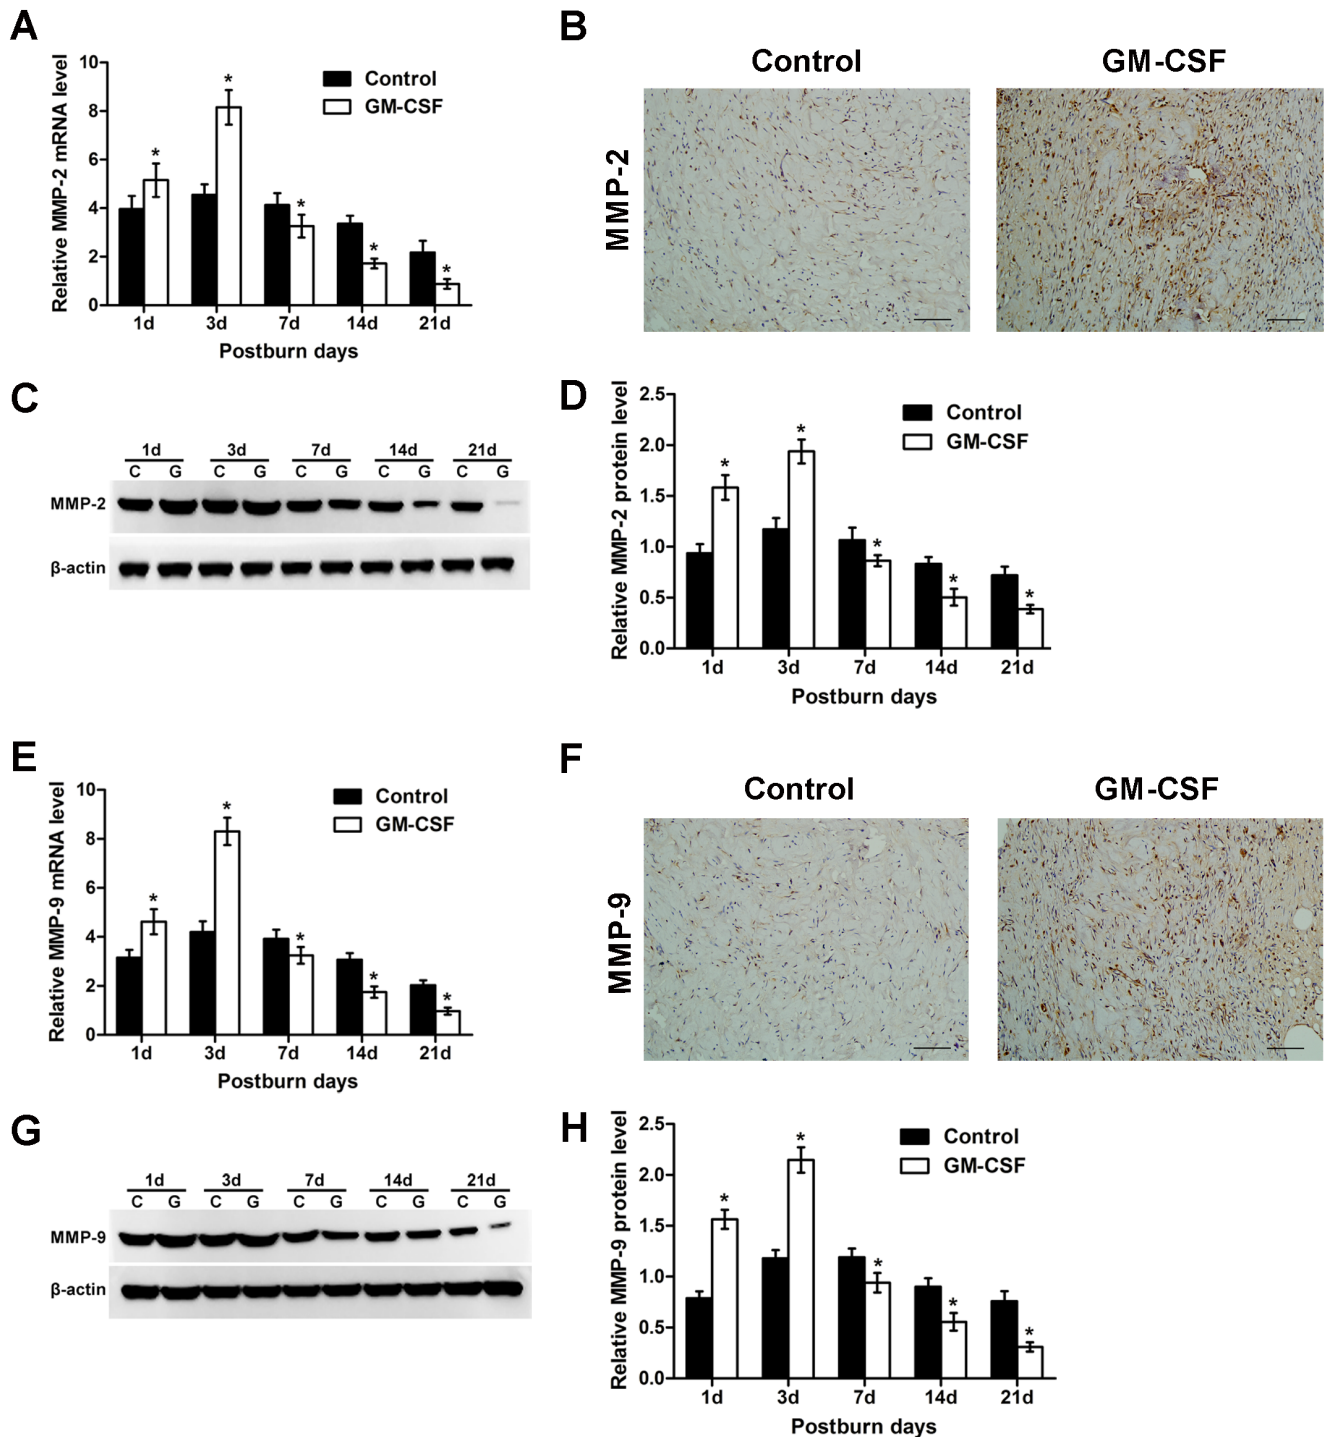 A
Relative MMP-2 mRNA level
10
8
6
4
2
0
* * * * *
Control
GM-CSF
1d 3d 7d 14d 21d
Postburn days
B
Control GM-CSF
MMP-2
C
1d 3d 7d 14d 21d
C G C G C G C G C G
MMP-2
β-actin
D
Relative MMP-2 protein level
2.5
2.0
1.5
1.0
0.5
0.0
* * * * *
Control
GM-CSF
1d 3d 7d 14d 21d
Postburn days
E
Relative MMP-9 mRNA level
10
8
6
4
2
0
* * * * *
Control
GM-CSF
1d 3d 7d 14d 21d
Postburn days
F
Control GM-CSF
MMP-9
G
1d 3d 7d 14d 21d
C G C G C G C G C G
MMP-9
β-actin
H
Relative MMP-9 protein level
2.5
2.0
1.5
1.0
0.5
0.0
* * * * *
Control
GM-CSF
1d 3d 7d 14d 21d
Postburn days